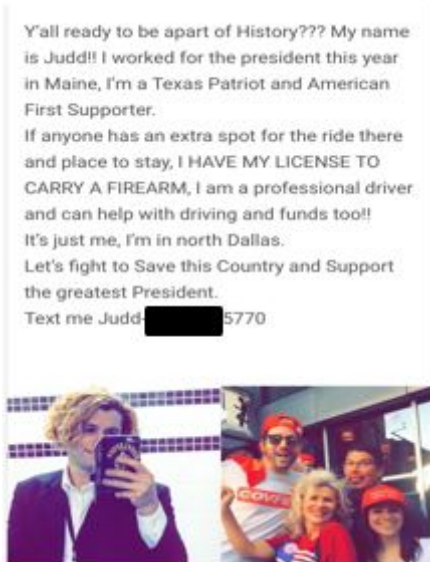 Y'all ready to be apart of History??? My name
is Judd!! I worked for the president this year
in Maine, I'm a Texas Patriot and American
First Supporter.
If anyone has an extra spot for the ride there
and place to stay, I HAVE MY LICENSE TO
CARRY A FIREARM, I am a professional driver
and can help with driving and funds too!!
It's just me, I'm in north Dallas.
Let's fight to Save this Country and Support
the greatest President.
Text me Judd- 5770